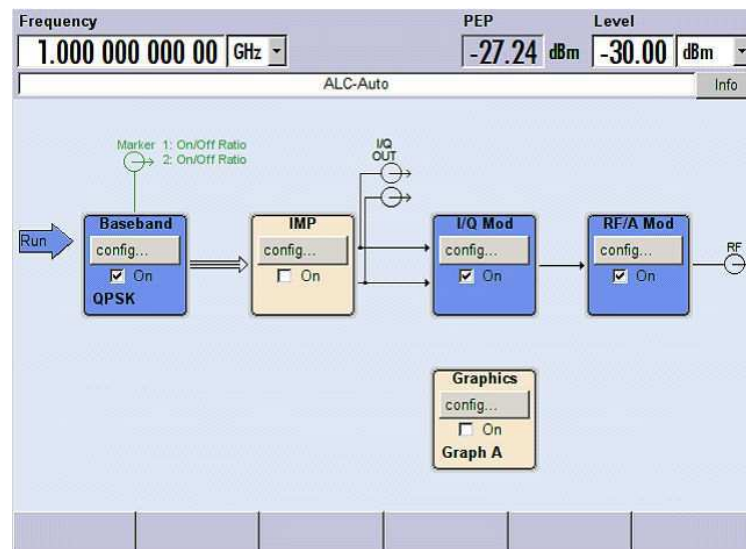 Frequency PEP Level
1.000 000 000 00 GHz -27.24 dBm -30.00 dBm
ALC-Auto Info
Marker 1: On/Off Ratio
2: On/Off Ratio
I/Q
OUT
Run
Baseband
config...
On
QPSK
IMP
config...
On
I/Q Mod
config...
On
RF/A Mod
config...
On
RF
Graphics
config...
On
Graph A